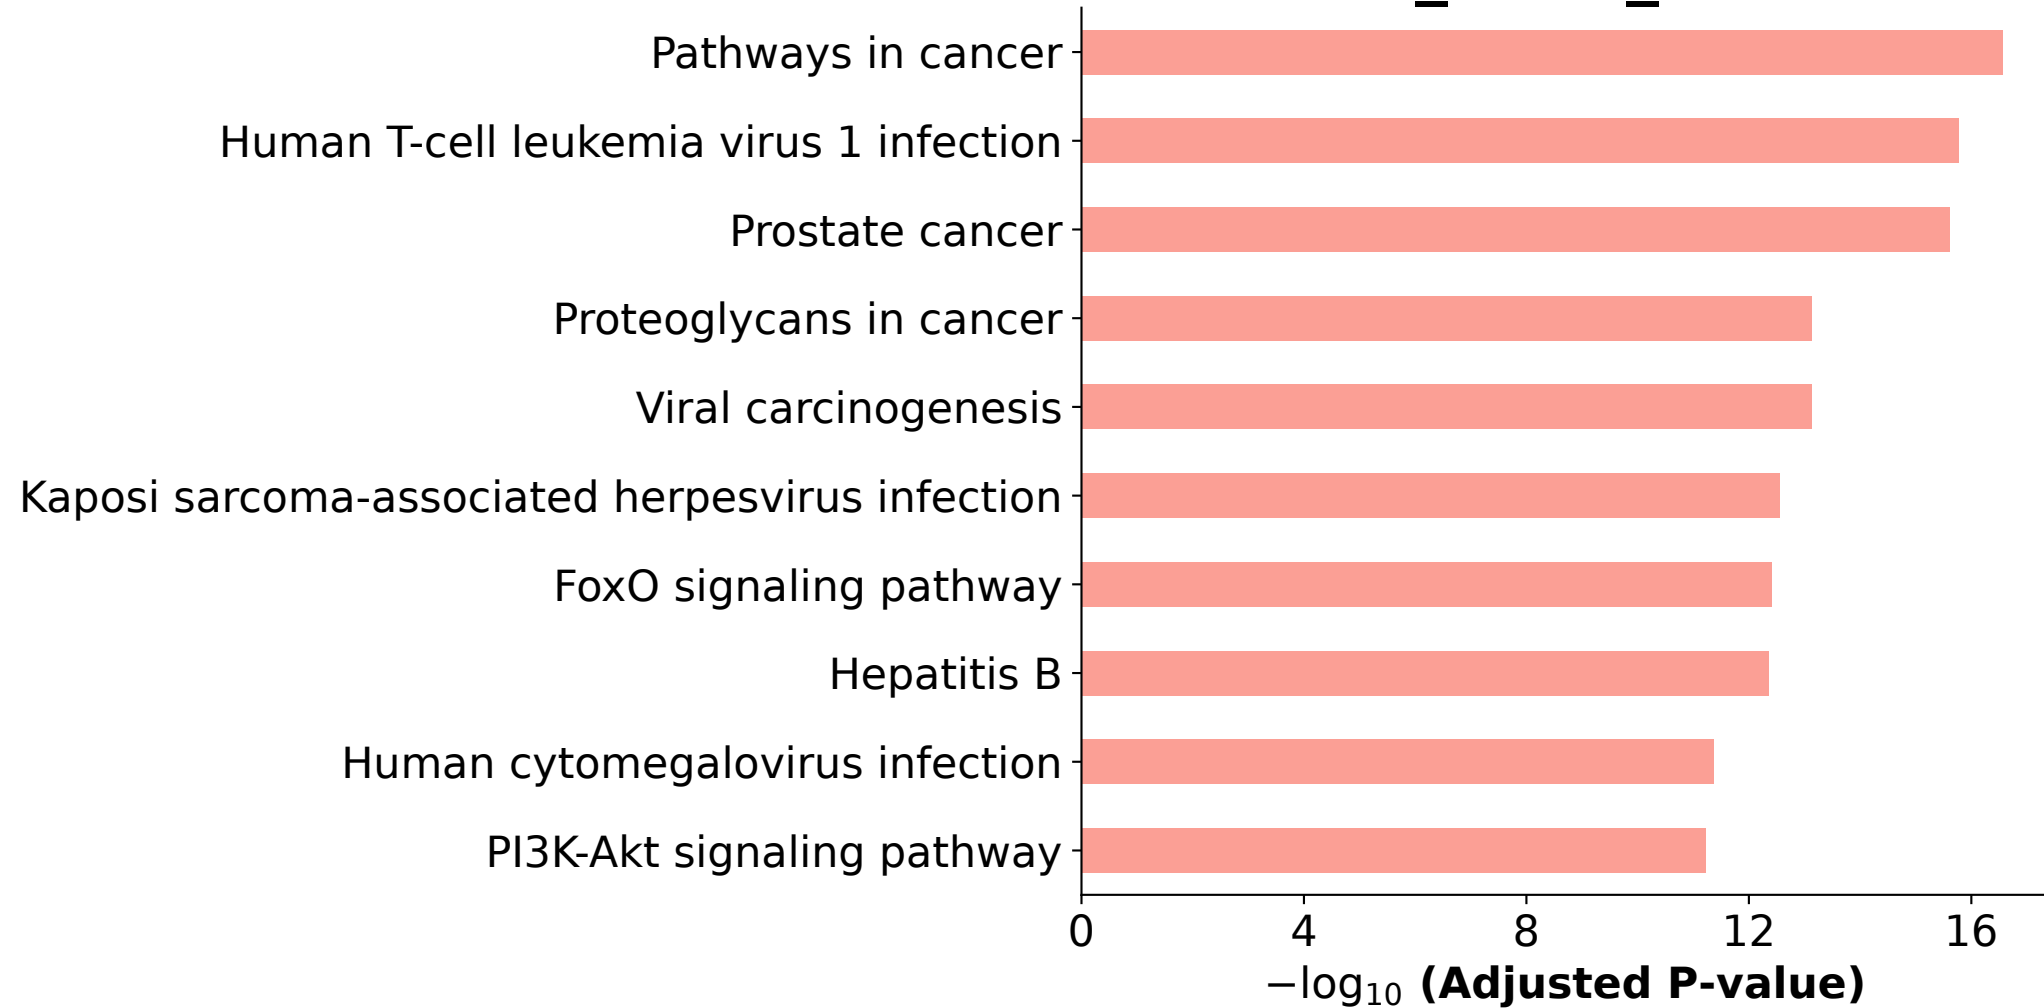 Pathways in cancer
Human T-cell leukemia virus 1 infection
Prostate cancer
Proteoglycans in cancer
Viral carcinogenesis
Kaposi sarcoma-associated herpesvirus infection
FoxO signaling pathway
Hepatitis B
Human cytomegalovirus infection
PI3K-Akt signaling pathway
0 4 8 12 16
−log₁₀ (Adjusted P-value)